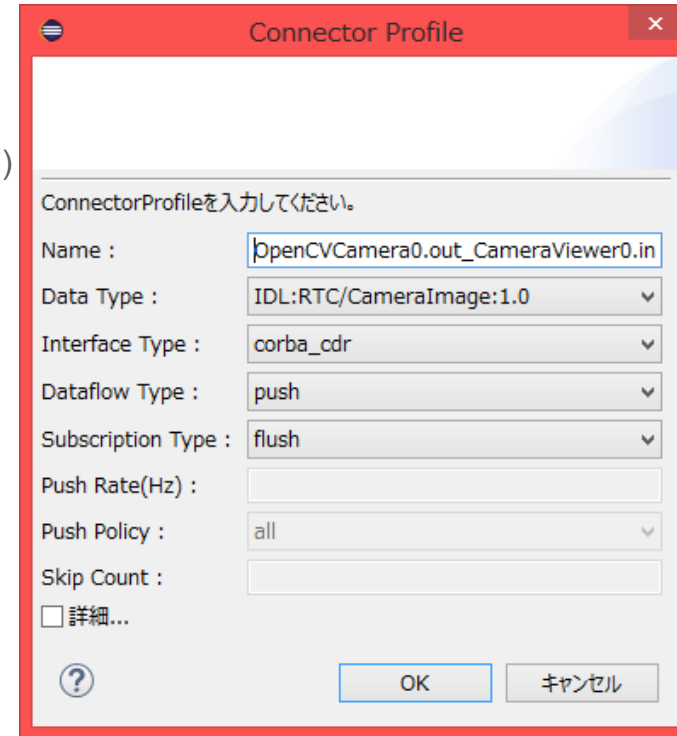 Connector Profile
)
ConnectorProfileを入力してください。
Name : OpenCVCamera0.out_CameraViewer0.in
Data Type : IDL:RTC/CameraImage:1.0
Interface Type : corba_cdr
Dataflow Type : push
Subscription Type : flush
Push Rate(Hz) :
Push Policy : all
Skip Count :
詳細...
OK キャンセル